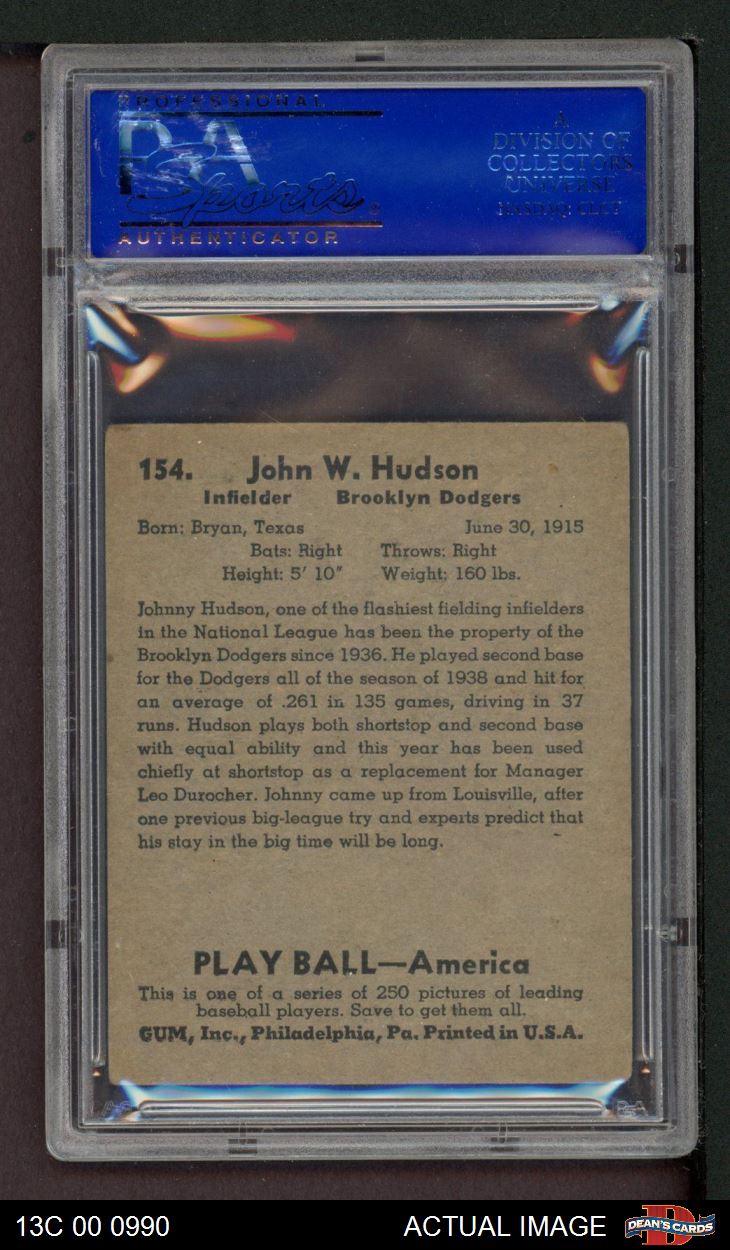 PROFESSIONAL
PSA
Sports
AUTHENTICATOR
A
DIVISION OF
COLLECTORS
UNIVERSE
NASDAQ: CLCT
154. John W. Hudson
Infielder Brooklyn Dodgers
Born: Bryan, Texas June 30, 1915
Bats: Right Throws: Right
Height: 5' 10" Weight: 160 lbs.
Johnny Hudson, one of the flashiest fielding infielders
in the National League has been the property of the
Brooklyn Dodgers since 1936. He played second base
for the Dodgers all of the season of 1938 and hit for
an average of .261 in 135 games, driving in 37
runs. Hudson plays both shortstop and second base
with equal ability and this year has been used
chiefly at shortstop as a replacement for Manager
Leo Durocher. Johnny came up from Louisville, after
one previous big-league try and experts predict that
his stay in the big time will be long.
PLAY BALL—America
This is one of a series of 250 pictures of leading
baseball players. Save to get them all.
GUM, Inc., Philadelphia, Pa. Printed in U.S.A.
PSA
13C 00 0990 ACTUAL IMAGE DEAN'S CARDS